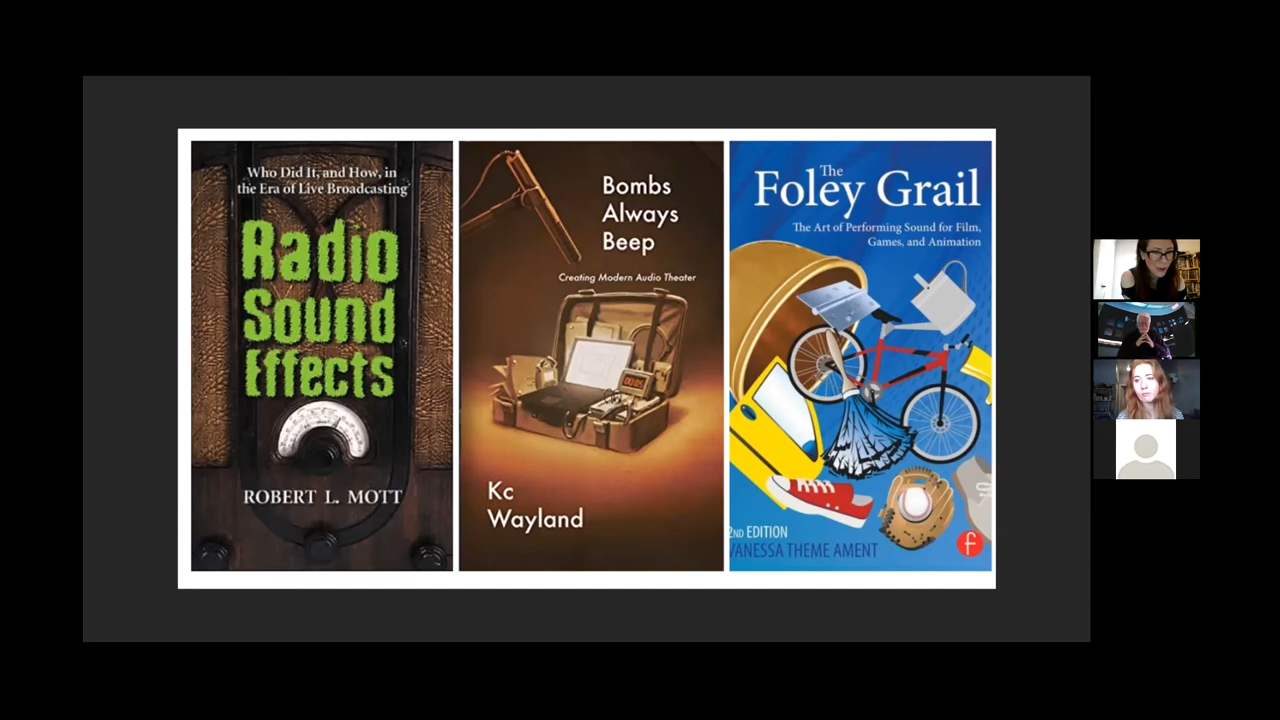 Who Did It, and How, in
the Era of Live Broadcasting
Radio
Sound
Effects
ROBERT L. MOTT
Bombs
Always
Beep
Creating Modern Audio Theater
00:05
Kc
Wayland
The
Foley Grail
The Art of Performing Sound for Film,
Games, and Animation
2ND EDITION
VANESSA THEME AMENT
f